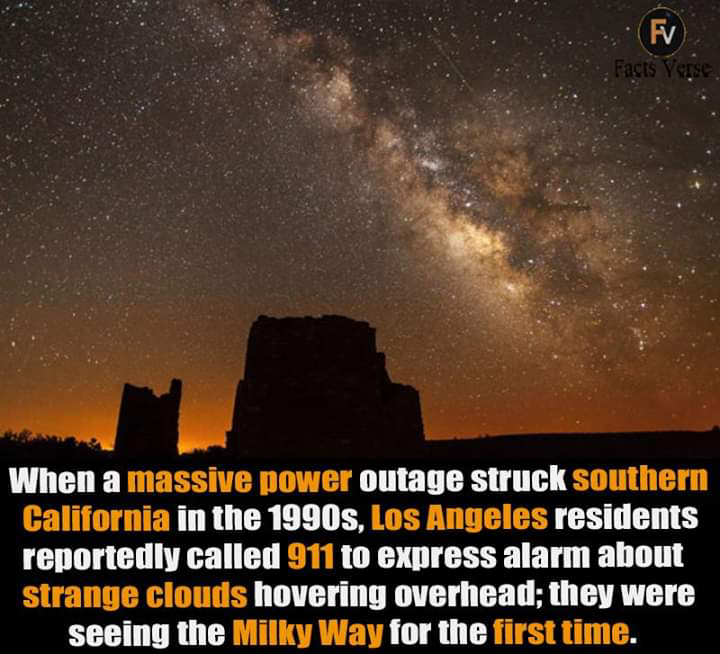 FV
Facts Verse
When a massive power outage struck southern
California in the 1990s, Los Angeles residents
reportedly called 911 to express alarm about
strange clouds hovering overhead; they were
seeing the Milky Way for the first time.